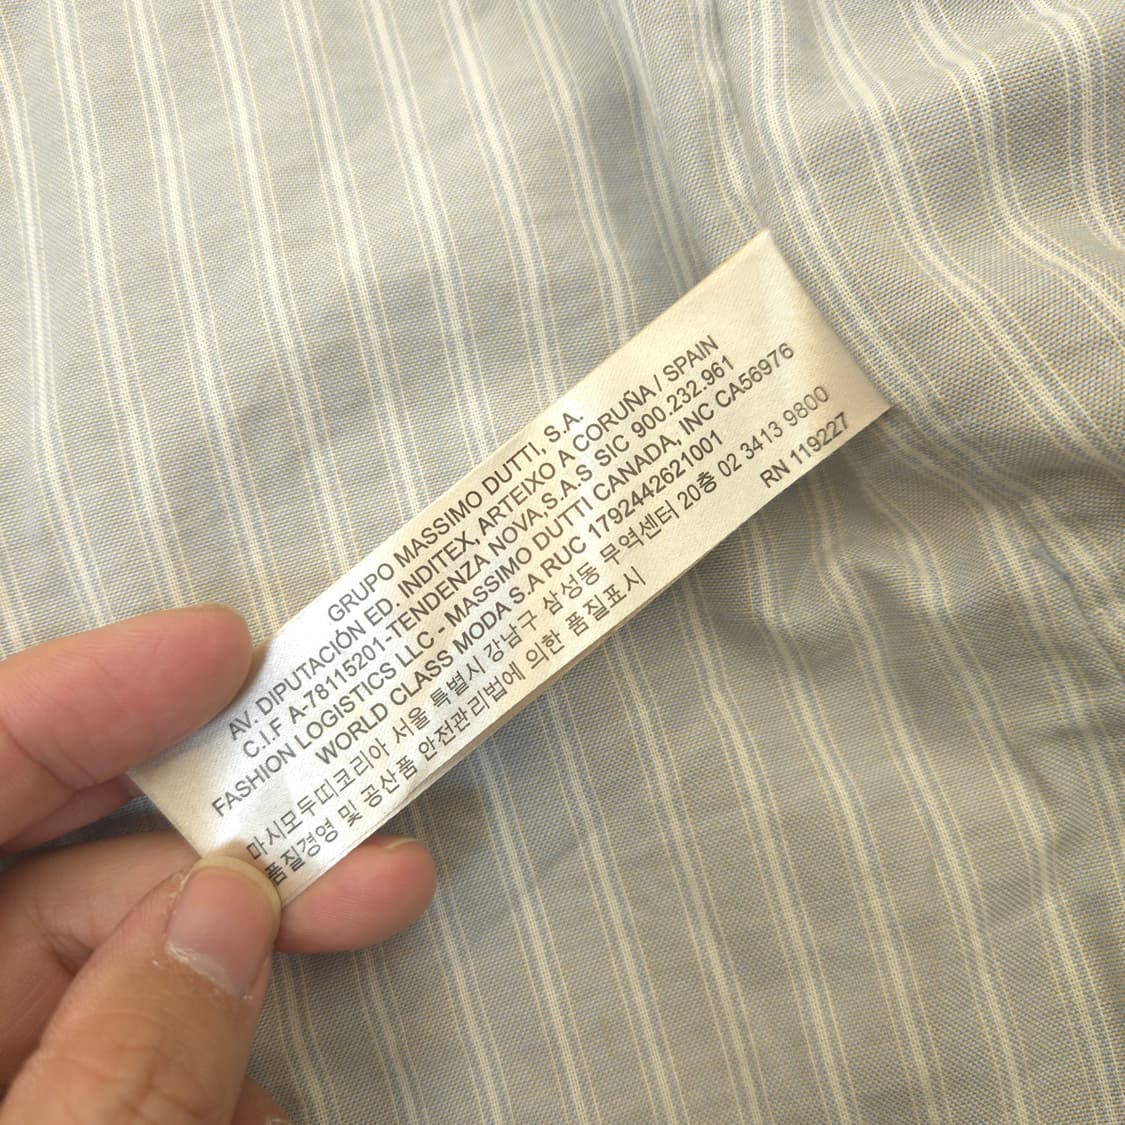 GRUPO MASSIMO DUTTI, S.A.
AV. DIPUTACIÓN ED. INDITEX, ARTEIXO A CORUÑA / SPAIN
C.I.F A-78115201-TENDENZA NOVA,S.A.S SIC 900.232.961
FASHION LOGISTICS LLC - MASSIMO DUTTI CANADA, INC CA56976
WORLD CLASS MODA S.A RUC 1792442621001
마시모두띠코리아 서울 특별시 강남구 삼성동 무역센터 20층 02 3413 9800
품질경영 및 공산품 안전관리법에 의한 품질표시
RN 119227